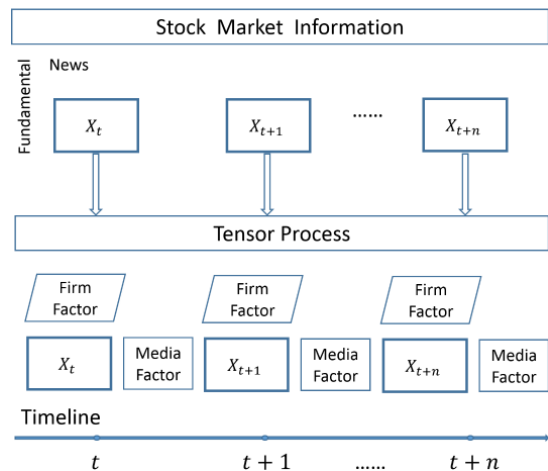 Stock Market Information
Fundamental
News
X_t
X_{t+1}
......
X_{t+n}
Tensor Process
Firm
Factor
Firm
Factor
Firm
Factor
X_t
Media
Factor
X_{t+1}
Media
Factor
X_{t+n}
Media
Factor
Timeline
t
t + 1
......
t + n